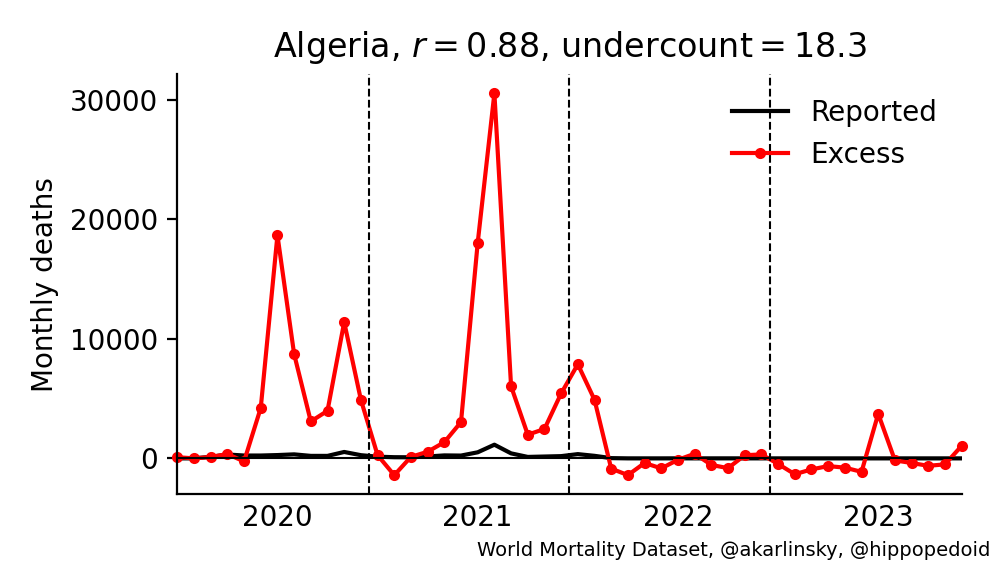 Algeria, r = 0.88, undercount = 18.3
30000
20000
10000
0
Monthly deaths
Reported
Excess
2020 2021 2022 2023
World Mortality Dataset, @akarlinsky, @hippopedoid